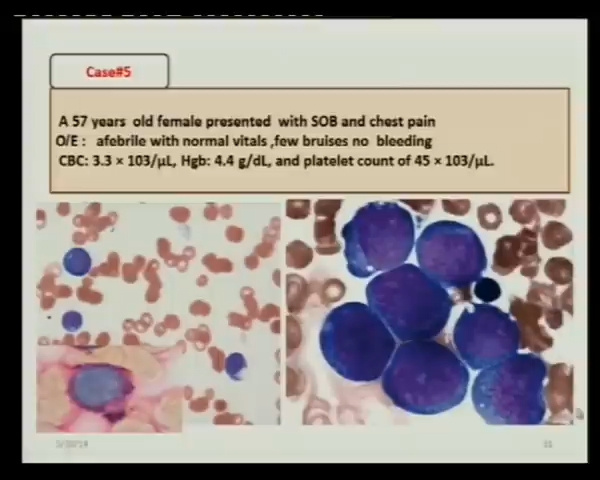 Case#5
A 57 years old female presented with SOB and chest pain
O/E : afebrile with normal vitals ,few bruises no bleeding
CBC: 3.3 × 103/µL, Hgb: 4.4 g/dL, and platelet count of 45 × 103/µL.